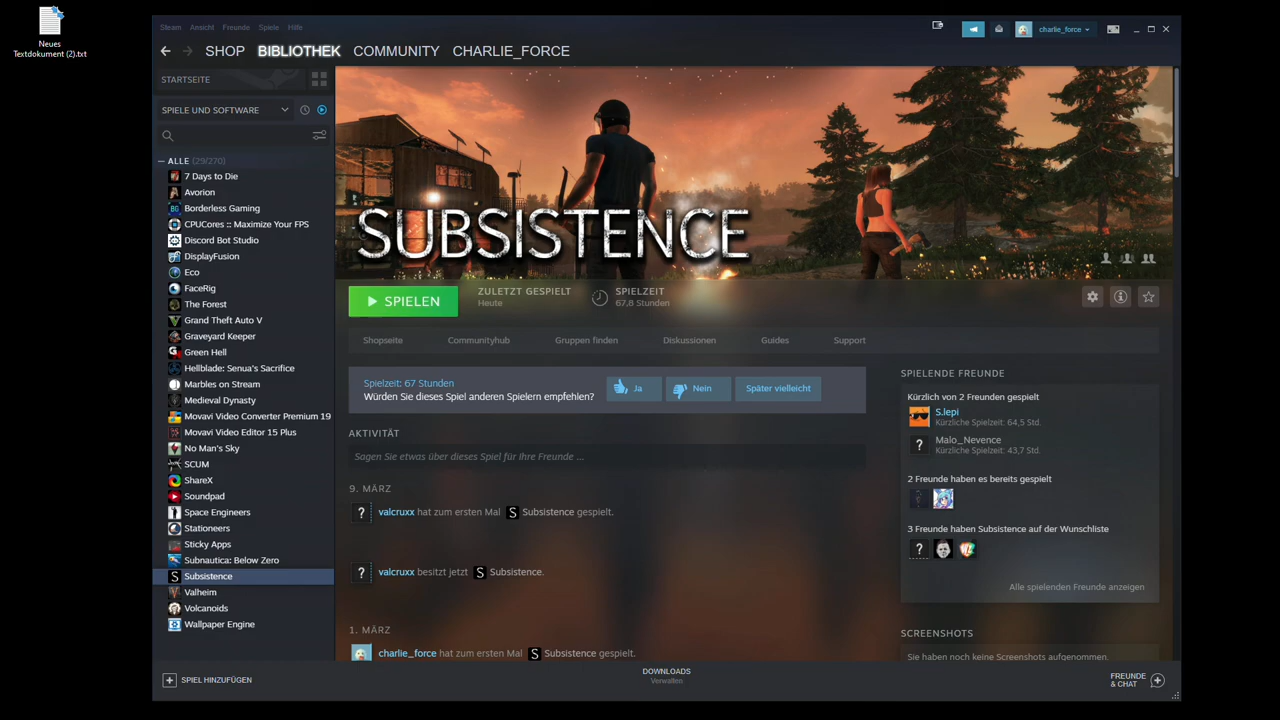 Neues
Textdokument (2).txt
Steam Ansicht Freunde Spiele Hilfe
charlie_force
SHOP BIBLIOTHEK COMMUNITY CHARLIE_FORCE
STARTSEITE
SPIELE UND SOFTWARE
ALLE (29/270)
7 Days to Die
Avorion
Borderless Gaming
CPUCores :: Maximize Your FPS
Discord Bot Studio
DisplayFusion
Eco
FaceRig
The Forest
Grand Theft Auto V
Graveyard Keeper
Green Hell
Hellblade: Senua's Sacrifice
Marbles on Stream
Medieval Dynasty
Movavi Video Converter Premium 19
Movavi Video Editor 15 Plus
No Man's Sky
SCUM
ShareX
Soundpad
Space Engineers
Stationeers
Sticky Apps
Subnautica: Below Zero
Subsistence
Valheim
Volcanoids
Wallpaper Engine
SPIEL HINZUFÜGEN
SUBSISTENCE
SPIELEN
ZULETZT GESPIELT
Heute
SPIELZEIT
67,8 Stunden
Shopseite Communityhub Gruppen finden Diskussionen Guides Support
Spielzeit: 67 Stunden
Würden Sie dieses Spiel anderen Spielern empfehlen?
Ja Nein Später vielleicht
AKTIVITÄT
Sagen Sie etwas über dieses Spiel für Ihre Freunde ...
9. MÄRZ
? valcruxx hat zum ersten Mal S Subsistence gespielt.
? valcruxx besitzt jetzt S Subsistence.
1. MÄRZ
charlie_force hat zum ersten Mal S Subsistence gespielt.
SPIELENDE FREUNDE
Kürzlich von 2 Freunden gespielt
S.lepi
Kürzliche Spielzeit: 64,5 Std.
? Malo_Nevence
Kürzliche Spielzeit: 43,7 Std.
2 Freunde haben es bereits gespielt
3 Freunde haben Subsistence auf der Wunschliste
?
Alle spielenden Freunde anzeigen
SCREENSHOTS
Sie haben noch keine Screenshots aufgenommen.
DOWNLOADS
Verwalten
FREUNDE
& CHAT